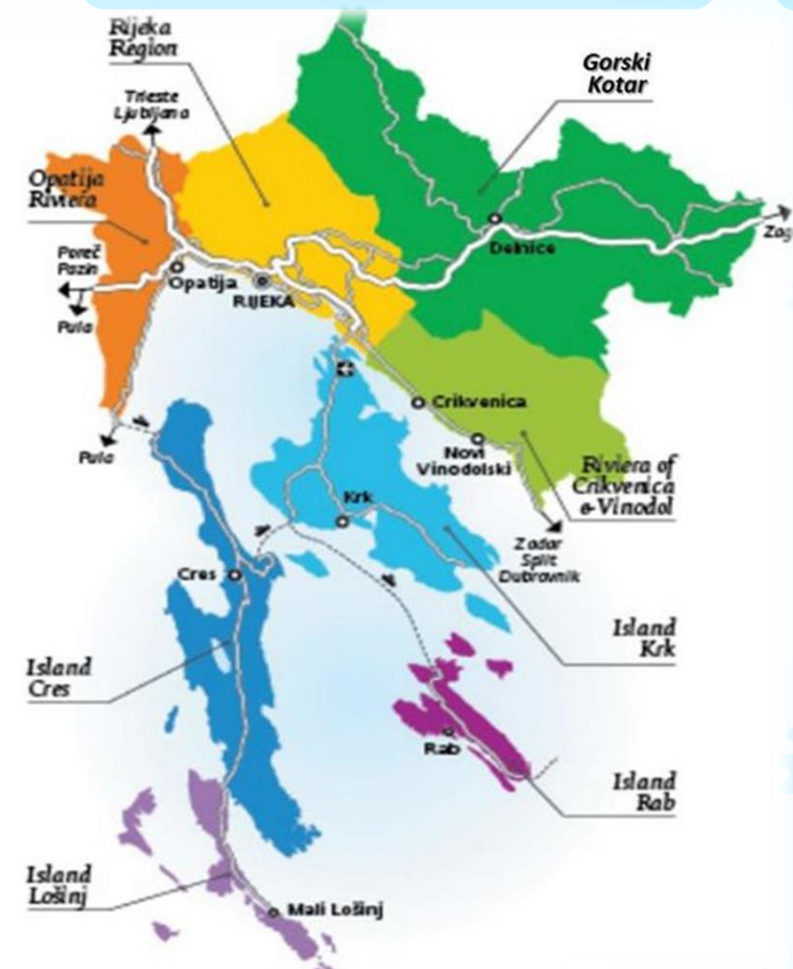 Rijeka
Region
Gorski
Kotar
Trieste
Ljubljana
Opatija
Riviera
Poreč
Pazin
Pula
Opatija
RIJEKA
Delnice
Zag
Crikvenica
Novi
Vinodolski
Pula
Riviera of
Crikvenica
e-Vinodol
Krk
Zadar
Split
Dubrovnik
Cres
Island
Krk
Island
Cres
Rab
Island
Rab
Island
Lošinj
Mali Lošinj